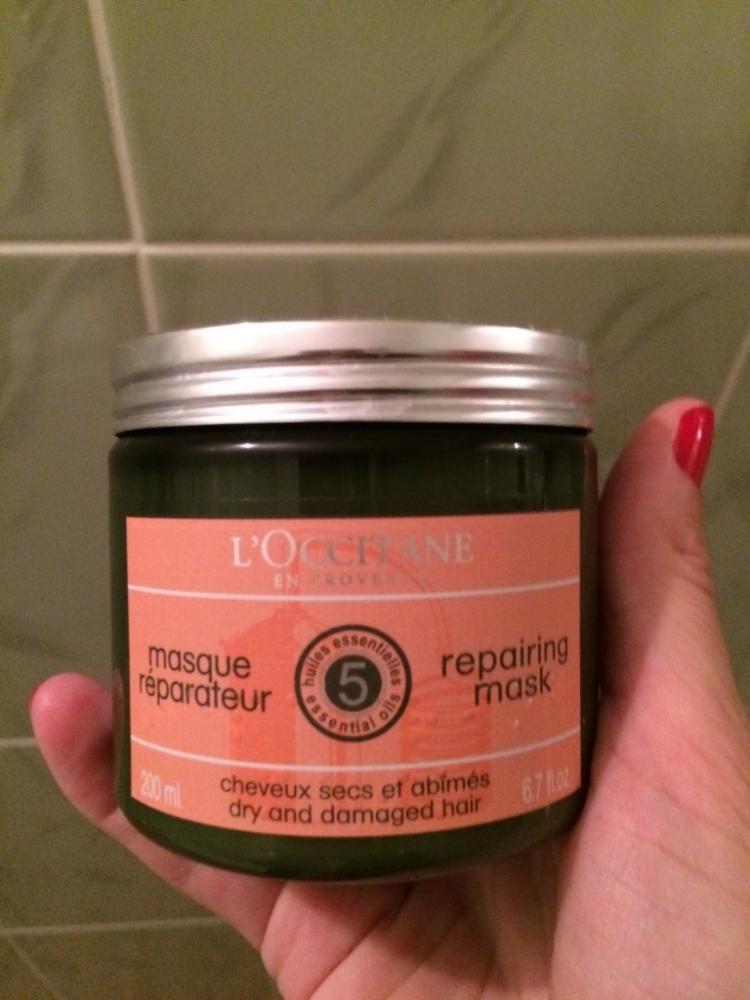 L'OCCITANE
EN PROVENCE
masque
réparateur
huiles essentielles
5
essential oils
repairing
mask
200 ml
cheveux secs et abîmés
dry and damaged hair
6.7 fl.oz